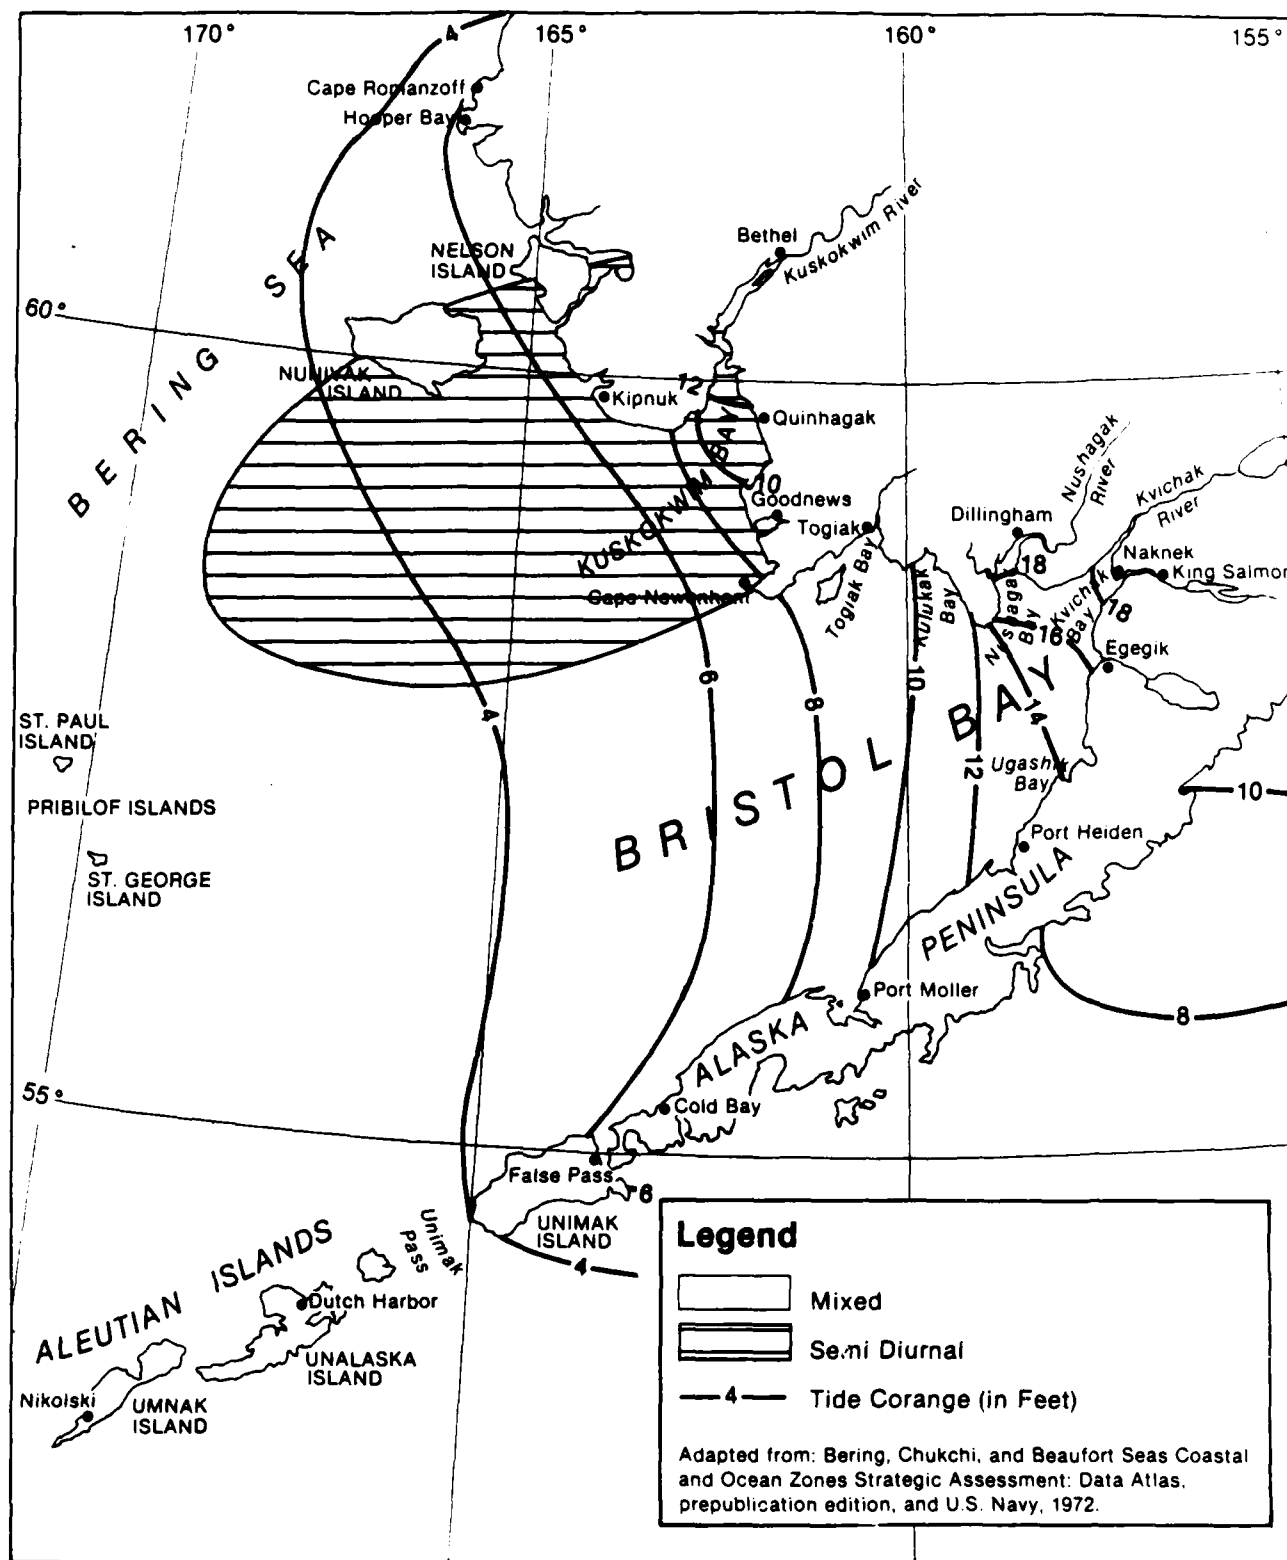 170°
165°
160°
155°
4
Cape Romanzoff
Hooper Bay
Bethel
Kuskokwim River
NELSON
ISLAND
SEA
60°
BERING
NUNIVAK
ISLAND
Kipnuk
12
Quinhagak
KUSKOKWIM BAY
10
Goodnews
Togiak
Nushagak
River
Kvichak
River
Dillingham
Naknek
King Salmon
18
18
Cape Newenham
Togiak Bay
Kulukak
Bay
Nushagak
Bay
Kvichak
Bay
16
Egegik
6
8
10
4
14
12
BRISTOL BAY
Ugashik
Bay
ST. PAUL
ISLAND
PRIBILOF ISLANDS
10
Port Heiden
ST. GEORGE
ISLAND
ALASKA PENINSULA
Port Moller
8
55°
Cold Bay
False Pass
6
UNIMAK
ISLAND
Unimak
Pass
4
ALEUTIAN ISLANDS
Dutch Harbor
UNALASKA
ISLAND
Nikolski
UMNAK
ISLAND
Legend
Mixed
Semi Diurnal
4 Tide Corange (in Feet)
Adapted from: Bering, Chukchi, and Beaufort Seas Coastal
and Ocean Zones Strategic Assessment: Data Atlas,
prepublication edition, and U.S. Navy, 1972.